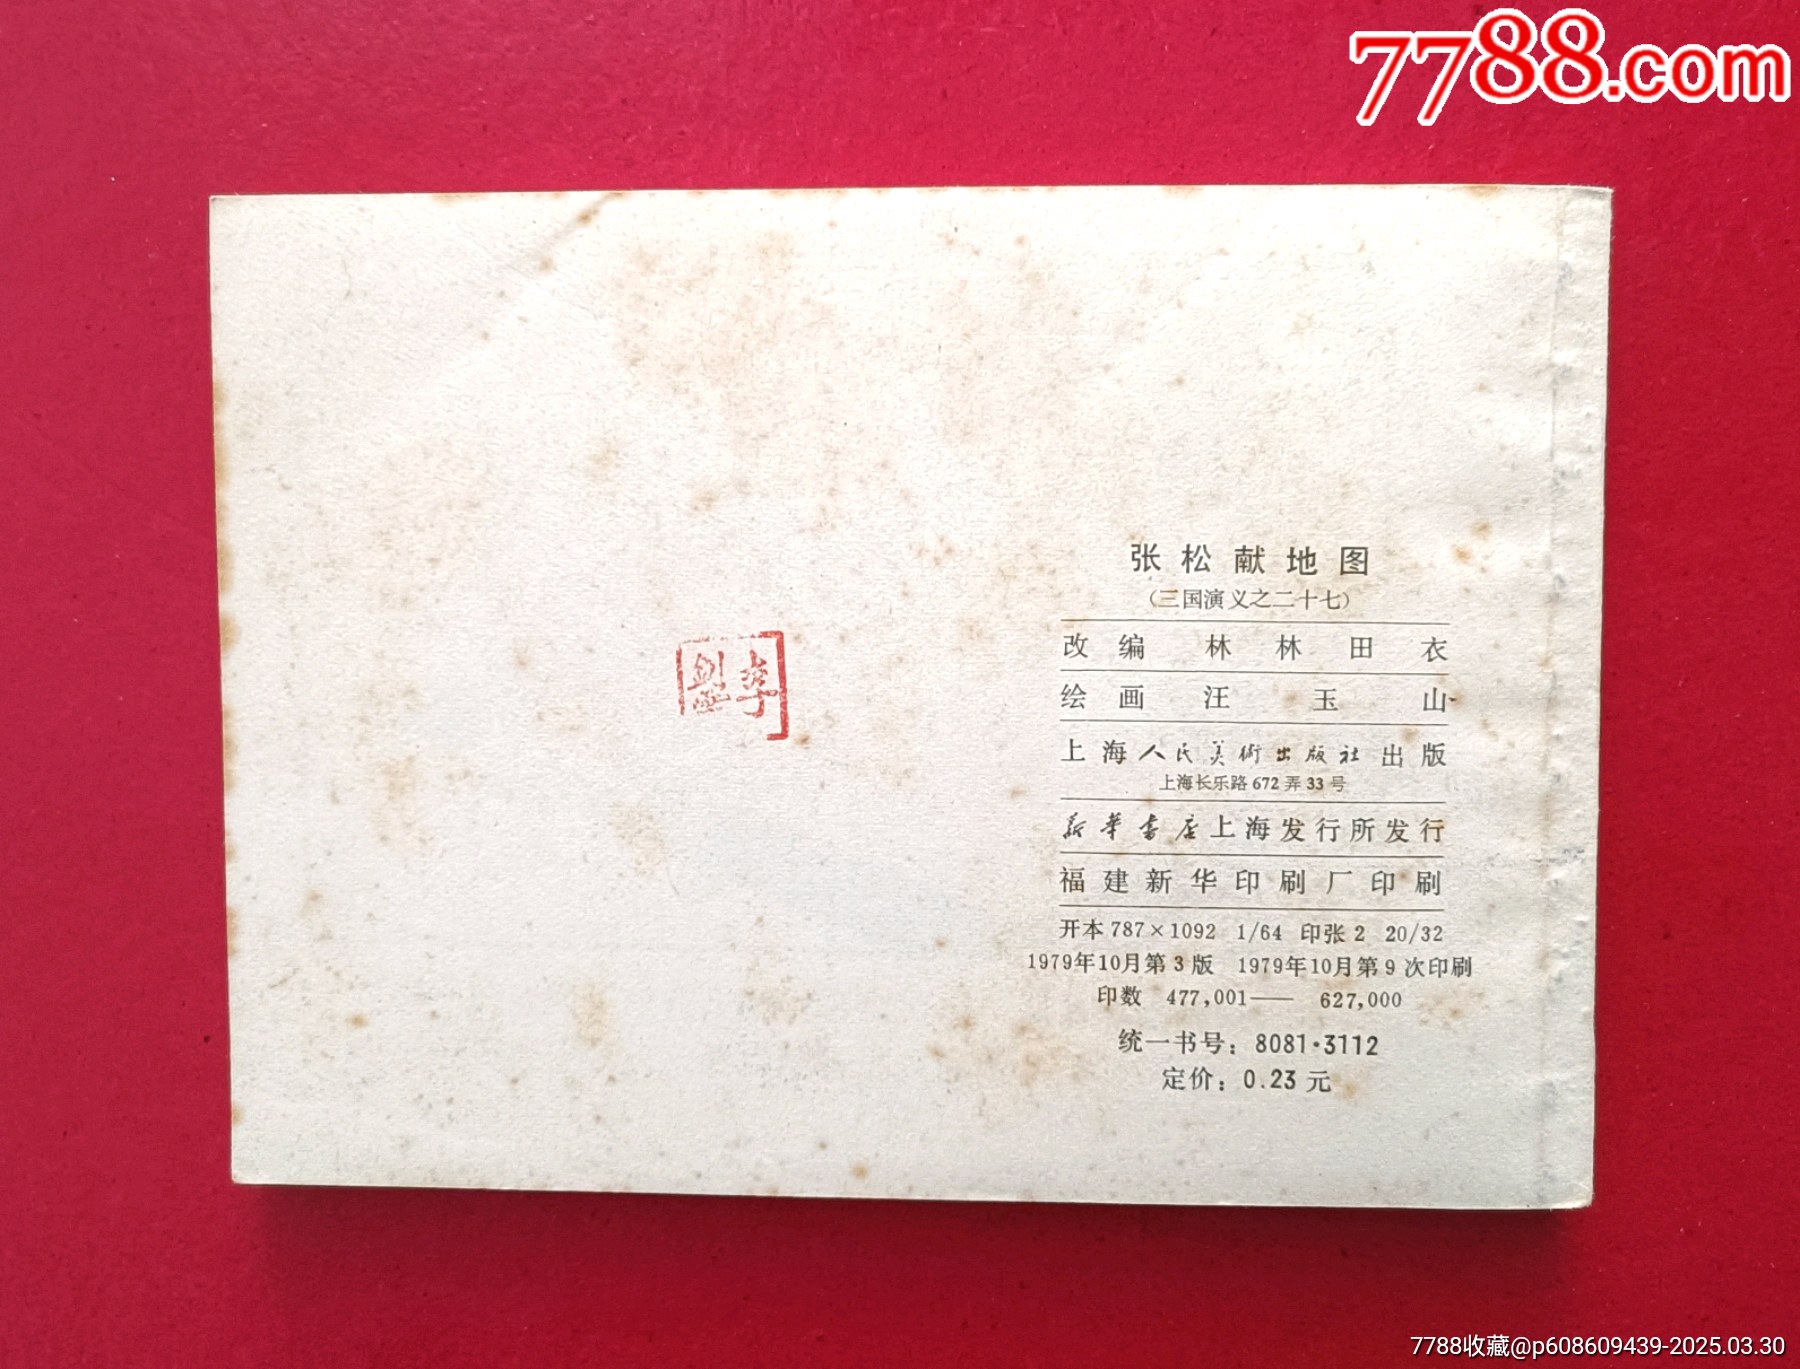 7788.com
张松献地图
(三国演义之二十七)
改编 林林 田衣
绘画 汪玉山
上海人民美術出版社出版
上海长乐路672弄33号
新华书店上海发行所发行
福建新华印刷厂印刷
开本 787×1092 1/64 印张 2 20/32
1979年10月第3版 1979年10月第9次印刷
印数 477,001—— 627,000
统一书号：8081·3112
定价：0.23 元
7788收藏@p608609439-2025.03.30